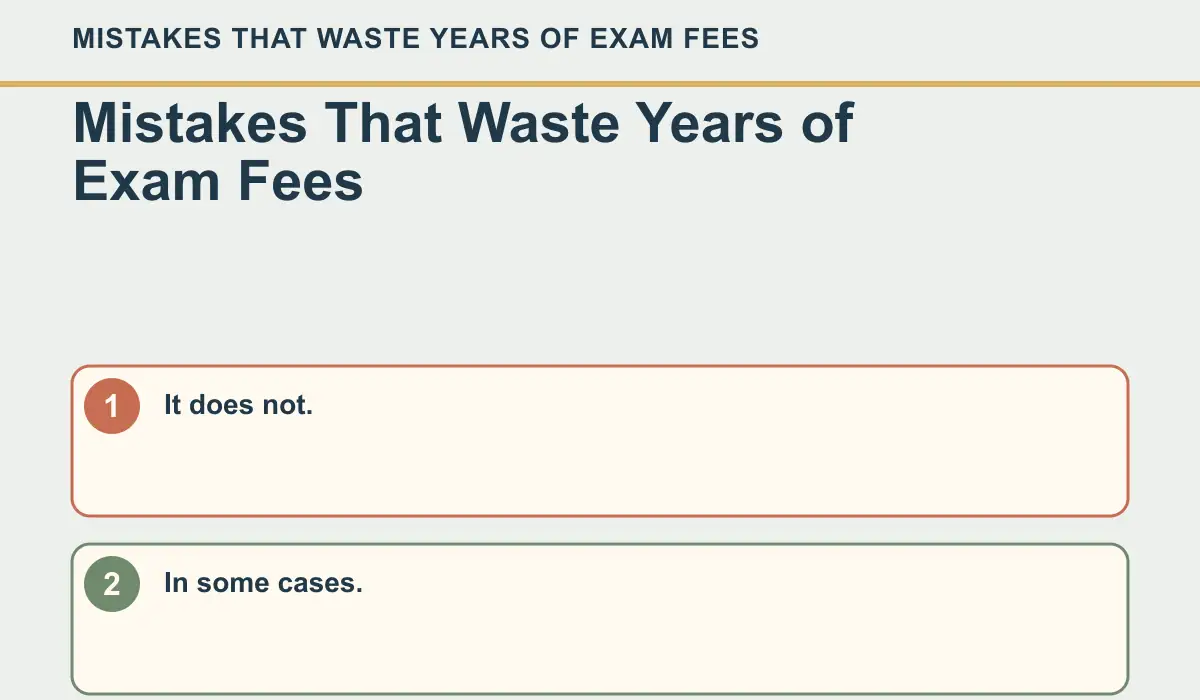 MISTAKES THAT WASTE YEARS OF EXAM FEES
Mistakes That Waste Years of
Exam Fees
1 It does not.
2 In some cases.